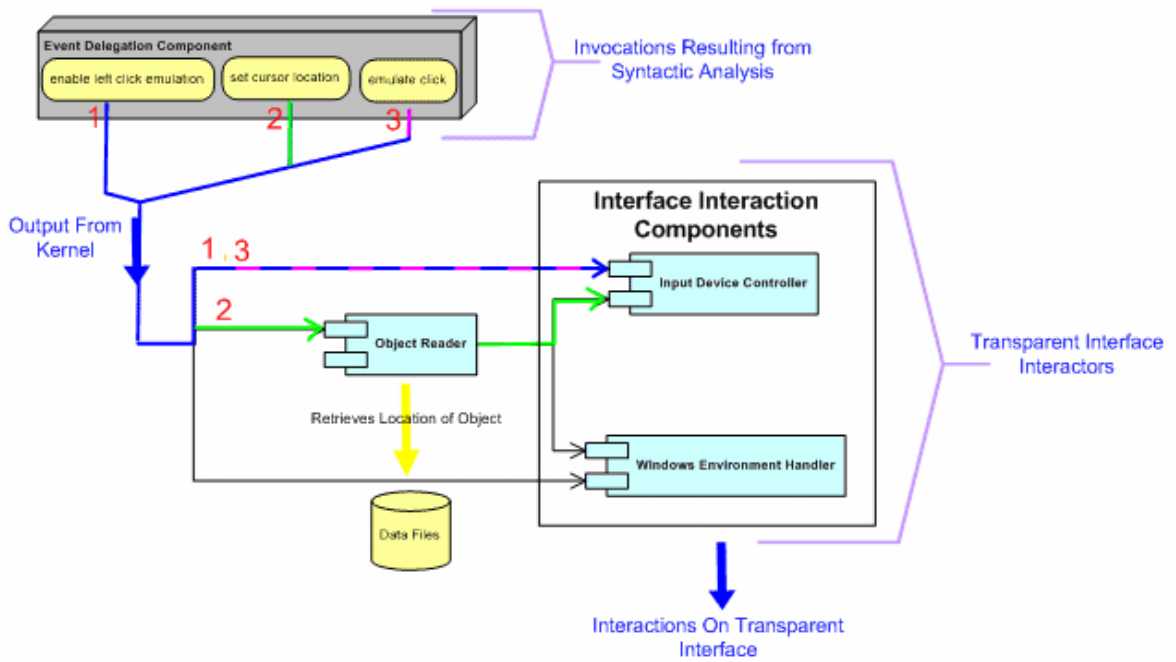 Event Delegation Component
enable left click emulation
set cursor location
emulate click
1
2
3
Invocations Resulting from
Syntactic Analysis
Output From
Kernel
1, 3
2
Object Reader
Retrieves Location of Object
Data Files
Interface Interaction
Components
Input Device Controller
Windows Environment Handler
Transparent Interface
Interactors
Interactions On Transparent
Interface